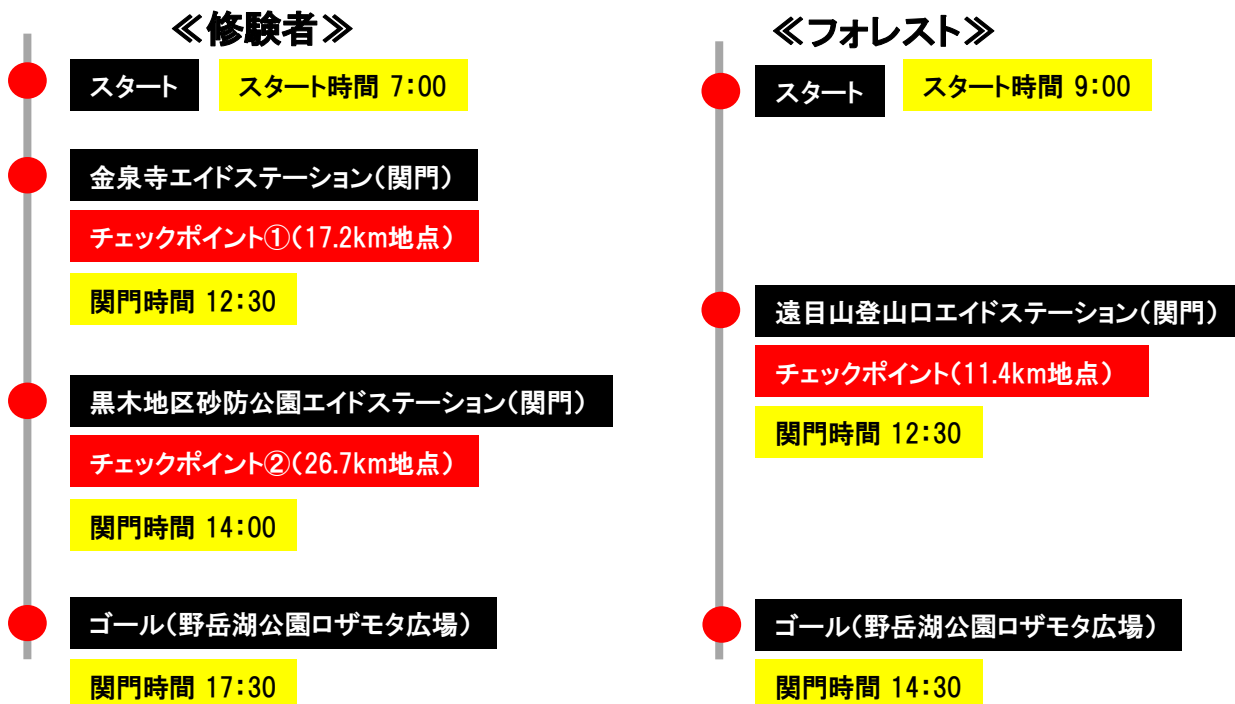 ≪修験者≫
スタート
スタート時間 7:00
金泉寺エイドステーション(関門)
チェックポイント①(17.2km地点)
関門時間 12:30
黒木地区砂防公園エイドステーション(関門)
チェックポイント②(26.7km地点)
関門時間 14:00
ゴール(野岳湖公園ロザモタ広場)
関門時間 17:30
≪フォレスト≫
スタート
スタート時間 9:00
遠目山登山口エイドステーション(関門)
チェックポイント(11.4km地点)
関門時間 12:30
ゴール(野岳湖公園ロザモタ広場)
関門時間 14:30